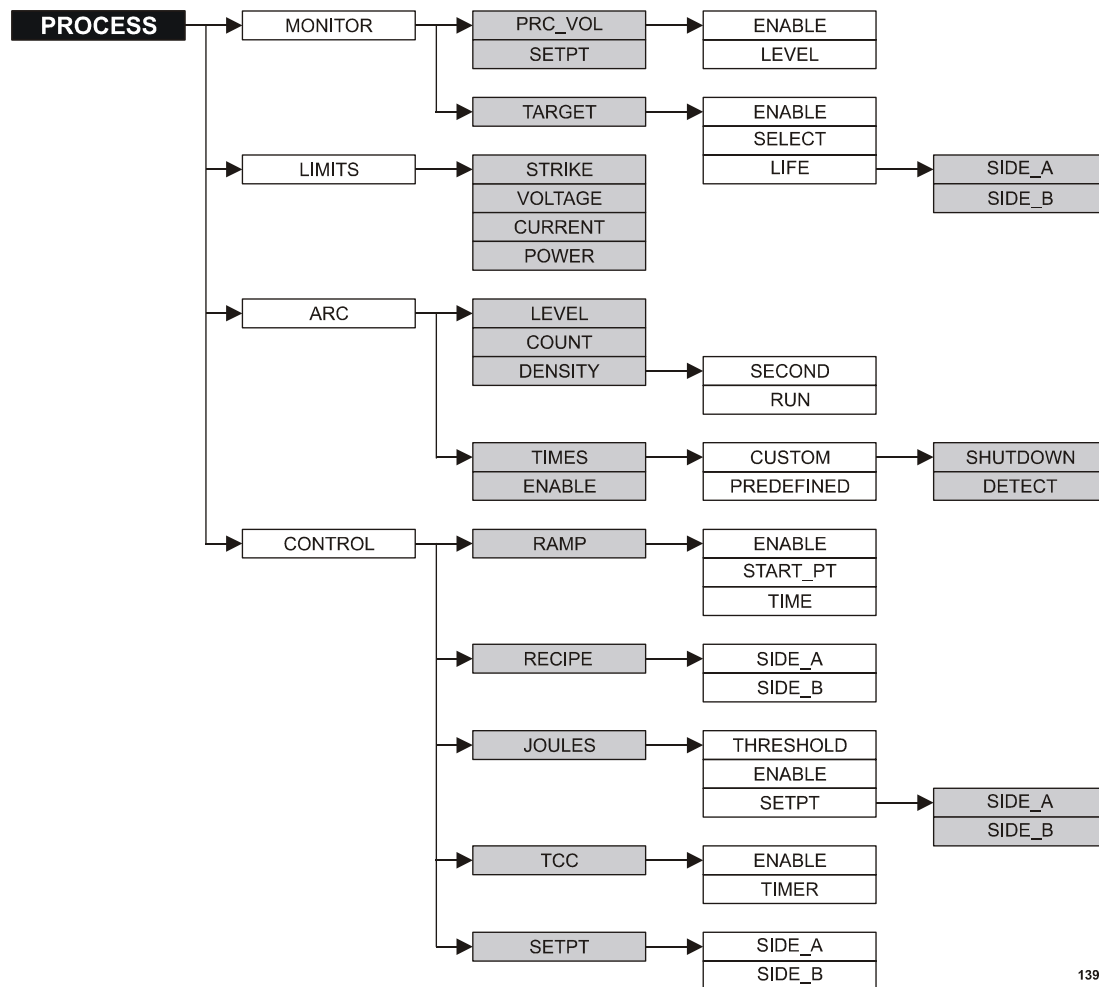 PROCESS
MONITOR
PRC_VOL
ENABLE
SETPT
LEVEL
TARGET
ENABLE
SELECT
LIMITS
STRIKE
LIFE
SIDE_A
VOLTAGE
SIDE_B
CURRENT
POWER
ARC
LEVEL
COUNT
DENSITY
SECOND
RUN
TIMES
CUSTOM
SHUTDOWN
ENABLE
PREDEFINED
DETECT
CONTROL
RAMP
ENABLE
START_PT
TIME
RECIPE
SIDE_A
SIDE_B
JOULES
THRESHOLD
ENABLE
SETPT
SIDE_A
SIDE_B
TCC
ENABLE
TIMER
SETPT
SIDE_A
SIDE_B
139